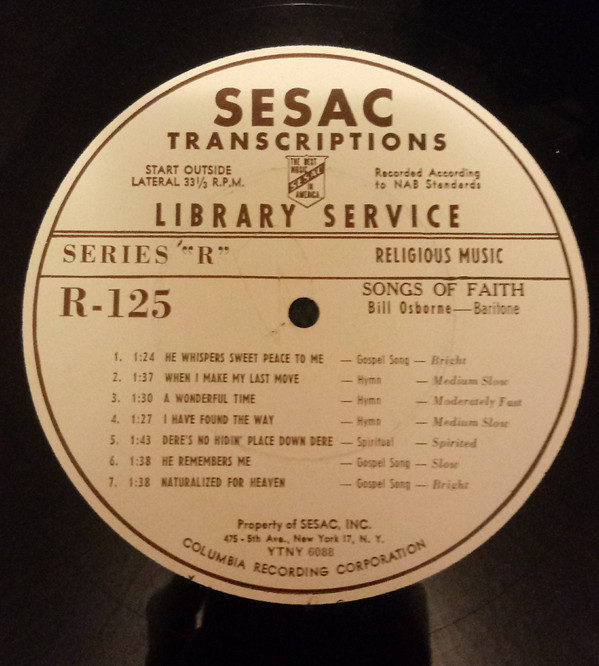 SESAC
TRANSCRIPTIONS
START OUTSIDE
LATERAL 33⅓ R.P.M.
THE BEST
MUSIC
SESAC
IN
AMERICA
Recorded According
to NAB Standards
LIBRARY SERVICE
SERIES "R"
RELIGIOUS MUSIC
R-125
SONGS OF FAITH
Bill Osborne—Baritone
1. 1:24 HE WHISPERS SWEET PEACE TO ME — Gospel Song — Bright
2. 1:37 WHEN I MAKE MY LAST MOVE — Hymn — Medium Slow
3. 1:30 A WONDERFUL TIME — Hymn — Moderately Fast
4. 1:27 I HAVE FOUND THE WAY — Hymn — Medium Slow
5. 1:43 DERE'S NO HIDIN' PLACE DOWN DERE — Spiritual — Spirited
6. 1:38 HE REMEMBERS ME — Gospel Song — Slow
7. 1:38 NATURALIZED FOR HEAVEN — Gospel Song — Bright
Property of SESAC, INC.
475 - 5th Ave., New York 17, N. Y.
YTNY 6088
COLUMBIA RECORDING CORPORATION